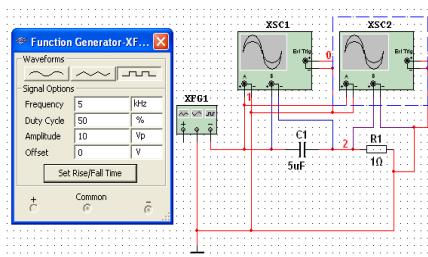 Function Generator-XF...
Waveforms
Signal Options
Frequency 5 kHz
Duty Cycle 50 %
Amplitude 10 Vp
Offset 0 V
Set Rise/Fall Time
+ Common −
XFG1
XSC1
XSC2
Ext Trig
Ext Trig
A B
A B
0
1
2
C1
5uF
R1
1Ω